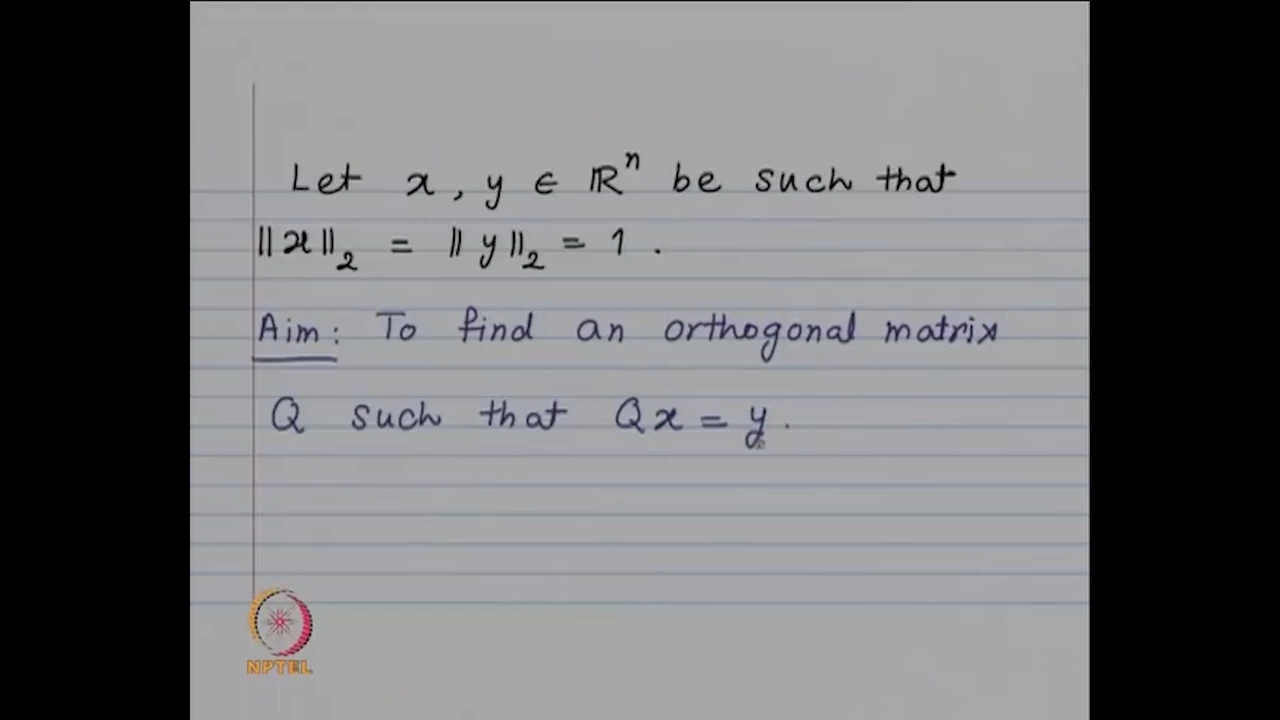 Let x, y ∈ ℝⁿ be such that
||x||₂ = ||y||₂ = 1.
Aim: To find an orthogonal matrix
Q such that Qx = y.
NPTEL